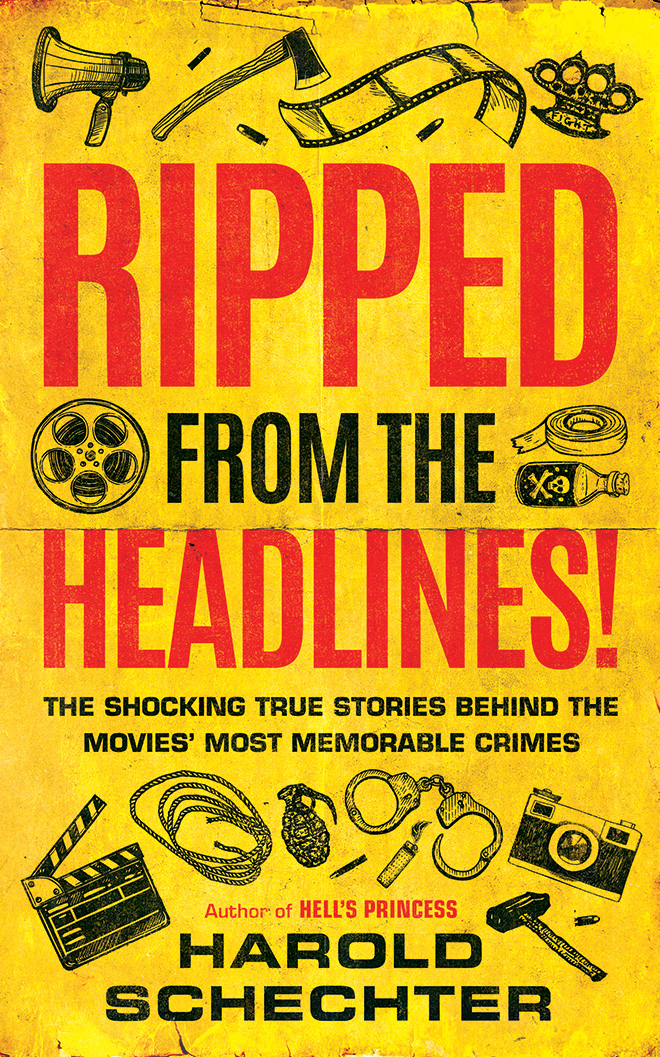 FIGHT
RIPPED
FROM THE
HEADLINES!
THE SHOCKING TRUE STORIES BEHIND THE
MOVIES' MOST MEMORABLE CRIMES
Author of HELL'S PRINCESS
HAROLD
SCHECHTER